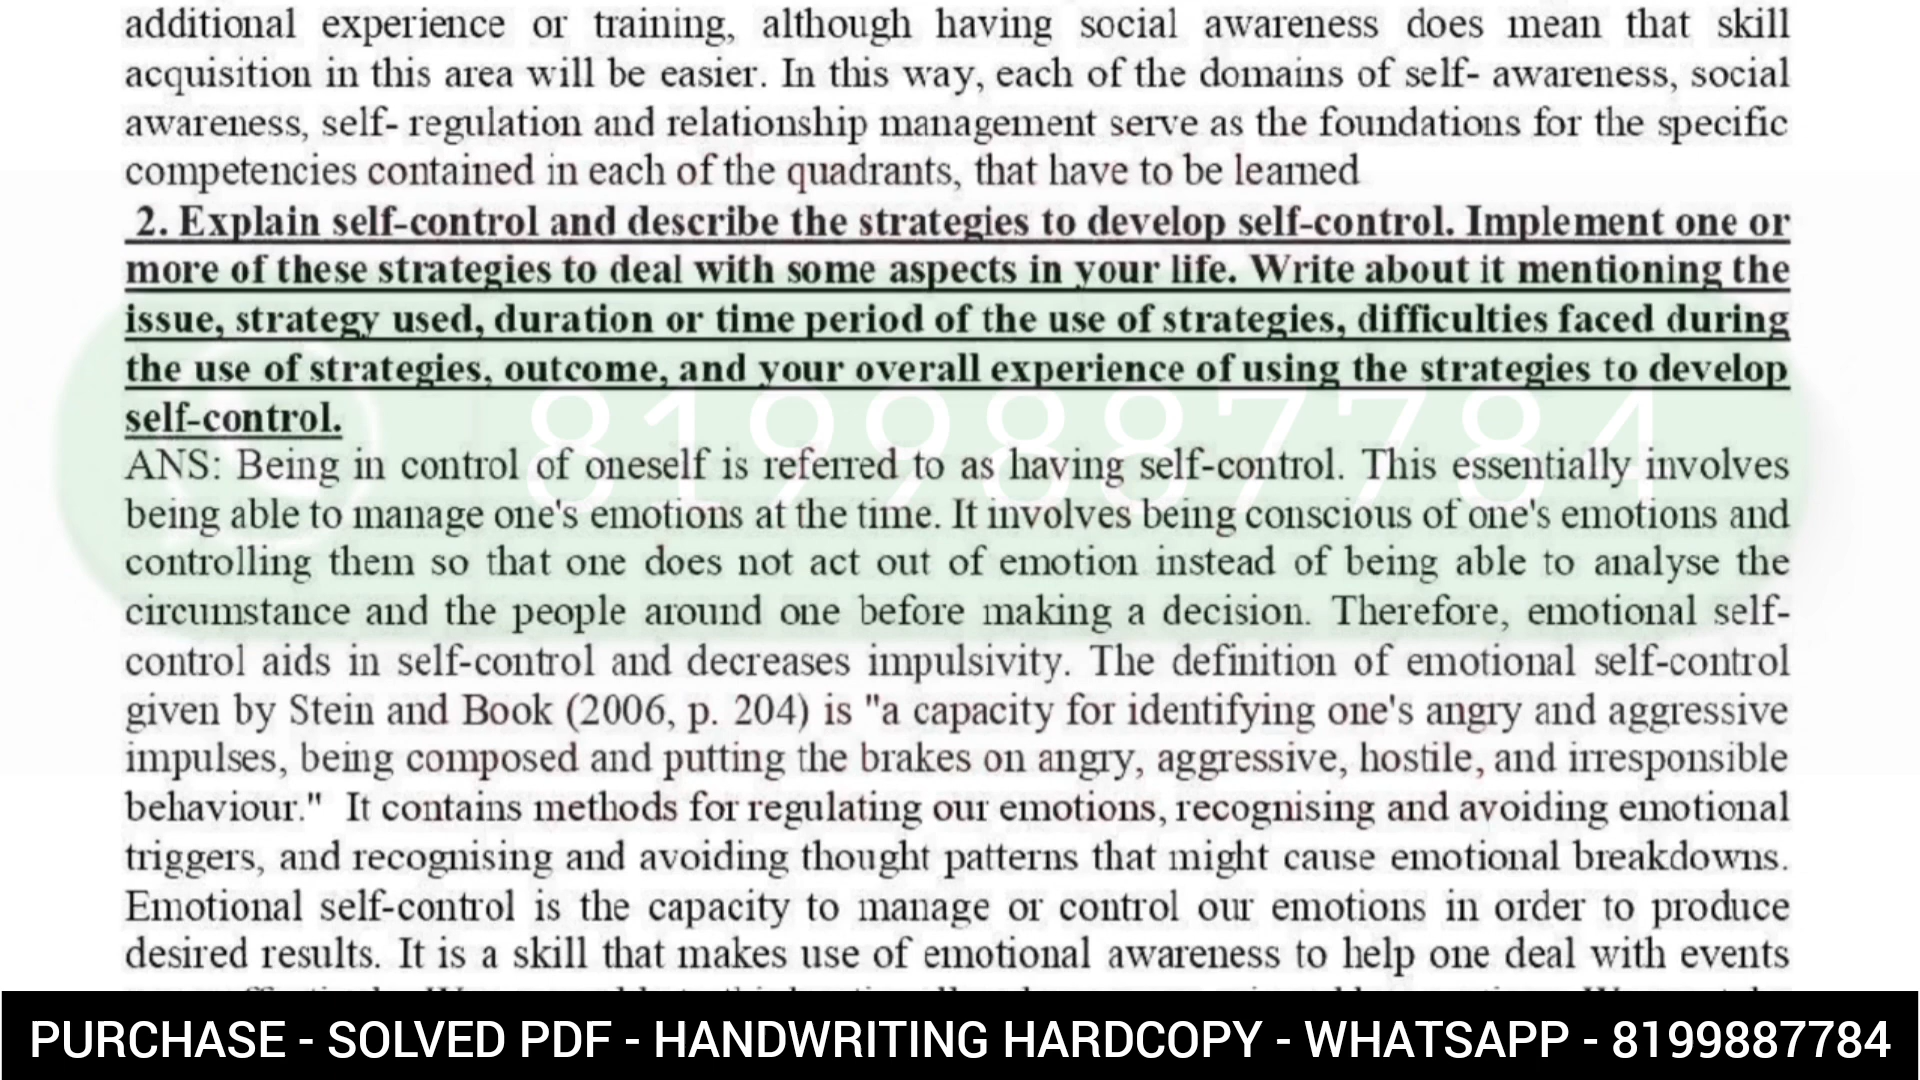 additional experience or training, although having social awareness does mean that skill
acquisition in this area will be easier. In this way, each of the domains of self- awareness, social
awareness, self- regulation and relationship management serve as the foundations for the specific
competencies contained in each of the quadrants, that have to be learned
2. Explain self-control and describe the strategies to develop self-control. Implement one or
more of these strategies to deal with some aspects in your life. Write about it mentioning the
issue, strategy used, duration or time period of the use of strategies, difficulties faced during
the use of strategies, outcome, and your overall experience of using the strategies to develop
self-control.
8199887784
ANS: Being in control of oneself is referred to as having self-control. This essentially involves
being able to manage one's emotions at the time. It involves being conscious of one's emotions and
controlling them so that one does not act out of emotion instead of being able to analyse the
circumstance and the people around one before making a decision. Therefore, emotional self-
control aids in self-control and decreases impulsivity. The definition of emotional self-control
given by Stein and Book (2006, p. 204) is "a capacity for identifying one's angry and aggressive
impulses, being composed and putting the brakes on angry, aggressive, hostile, and irresponsible
behaviour." It contains methods for regulating our emotions, recognising and avoiding emotional
triggers, and recognising and avoiding thought patterns that might cause emotional breakdowns.
Emotional self-control is the capacity to manage or control our emotions in order to produce
desired results. It is a skill that makes use of emotional awareness to help one deal with events
PURCHASE - SOLVED PDF - HANDWRITING HARDCOPY - WHATSAPP - 8199887784